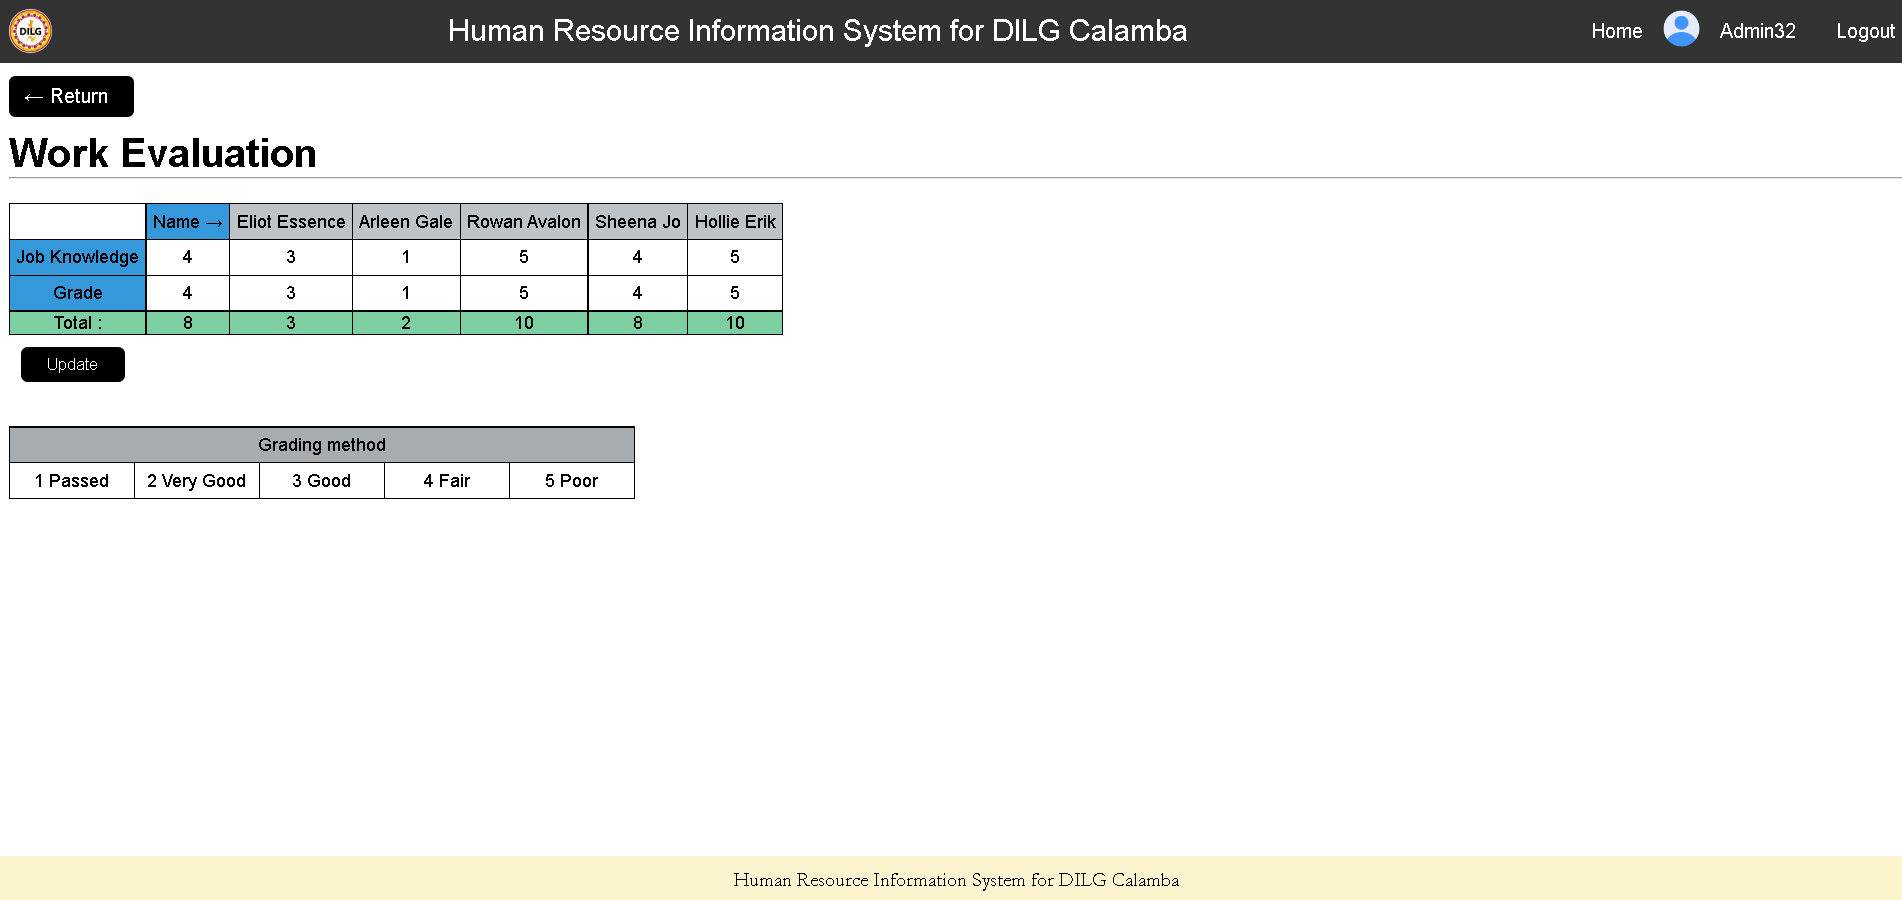 DILG
Human Resource Information System for DILG Calamba
Home
Admin32
Logout
← Return
Work Evaluation
Name → Eliot Essence Arleen Gale Rowan Avalon Sheena Jo Hollie Erik
Job Knowledge 4 3 1 5 4 5
Grade 4 3 1 5 4 5
Total : 8 3 2 10 8 10
Update
Grading method
1 Passed 2 Very Good 3 Good 4 Fair 5 Poor
Human Resource Information System for DILG Calamba